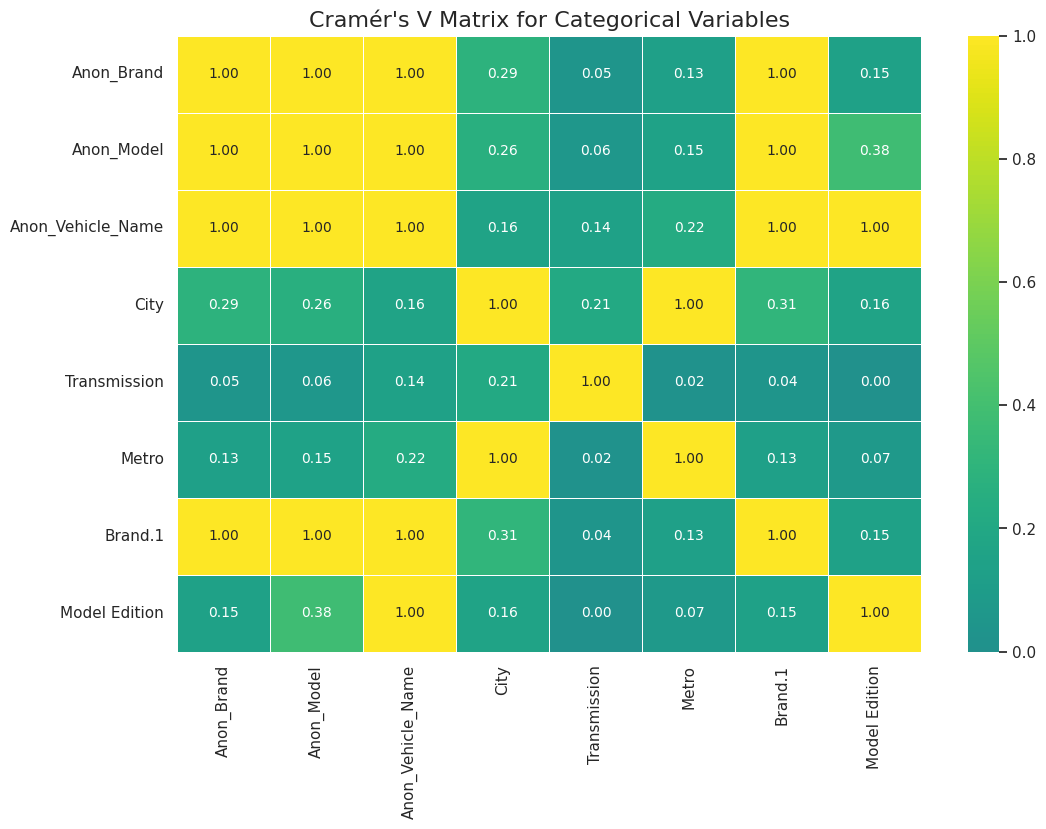 Cramér's V Matrix for Categorical Variables
Anon_Brand 1.00 1.00 1.00 0.29 0.05 0.13 1.00 0.15
Anon_Model 1.00 1.00 1.00 0.26 0.06 0.15 1.00 0.38
Anon_Vehicle_Name 1.00 1.00 1.00 0.16 0.14 0.22 1.00 1.00
City 0.29 0.26 0.16 1.00 0.21 1.00 0.31 0.16
Transmission 0.05 0.06 0.14 0.21 1.00 0.02 0.04 0.00
Metro 0.13 0.15 0.22 1.00 0.02 1.00 0.13 0.07
Brand.1 1.00 1.00 1.00 0.31 0.04 0.13 1.00 0.15
Model Edition 0.15 0.38 1.00 0.16 0.00 0.07 0.15 1.00
Anon_Brand
Anon_Model
Anon_Vehicle_Name
City
Transmission
Metro
Brand.1
Model Edition
1.0
0.8
0.6
0.4
0.2
0.0